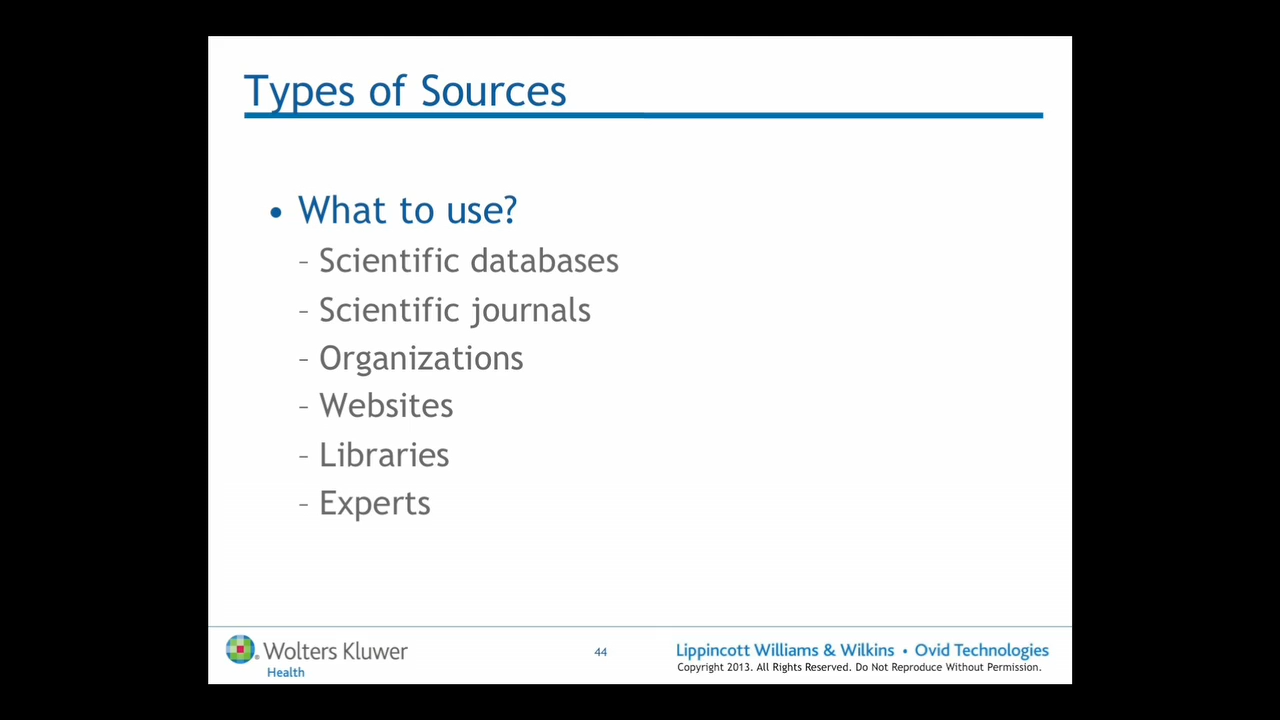 Types of Sources
• What to use?
– Scientific databases
– Scientific journals
– Organizations
– Websites
– Libraries
– Experts
Wolters Kluwer
Health
44
Lippincott Williams & Wilkins • Ovid Technologies
Copyright 2013. All Rights Reserved. Do Not Reproduce Without Permission.